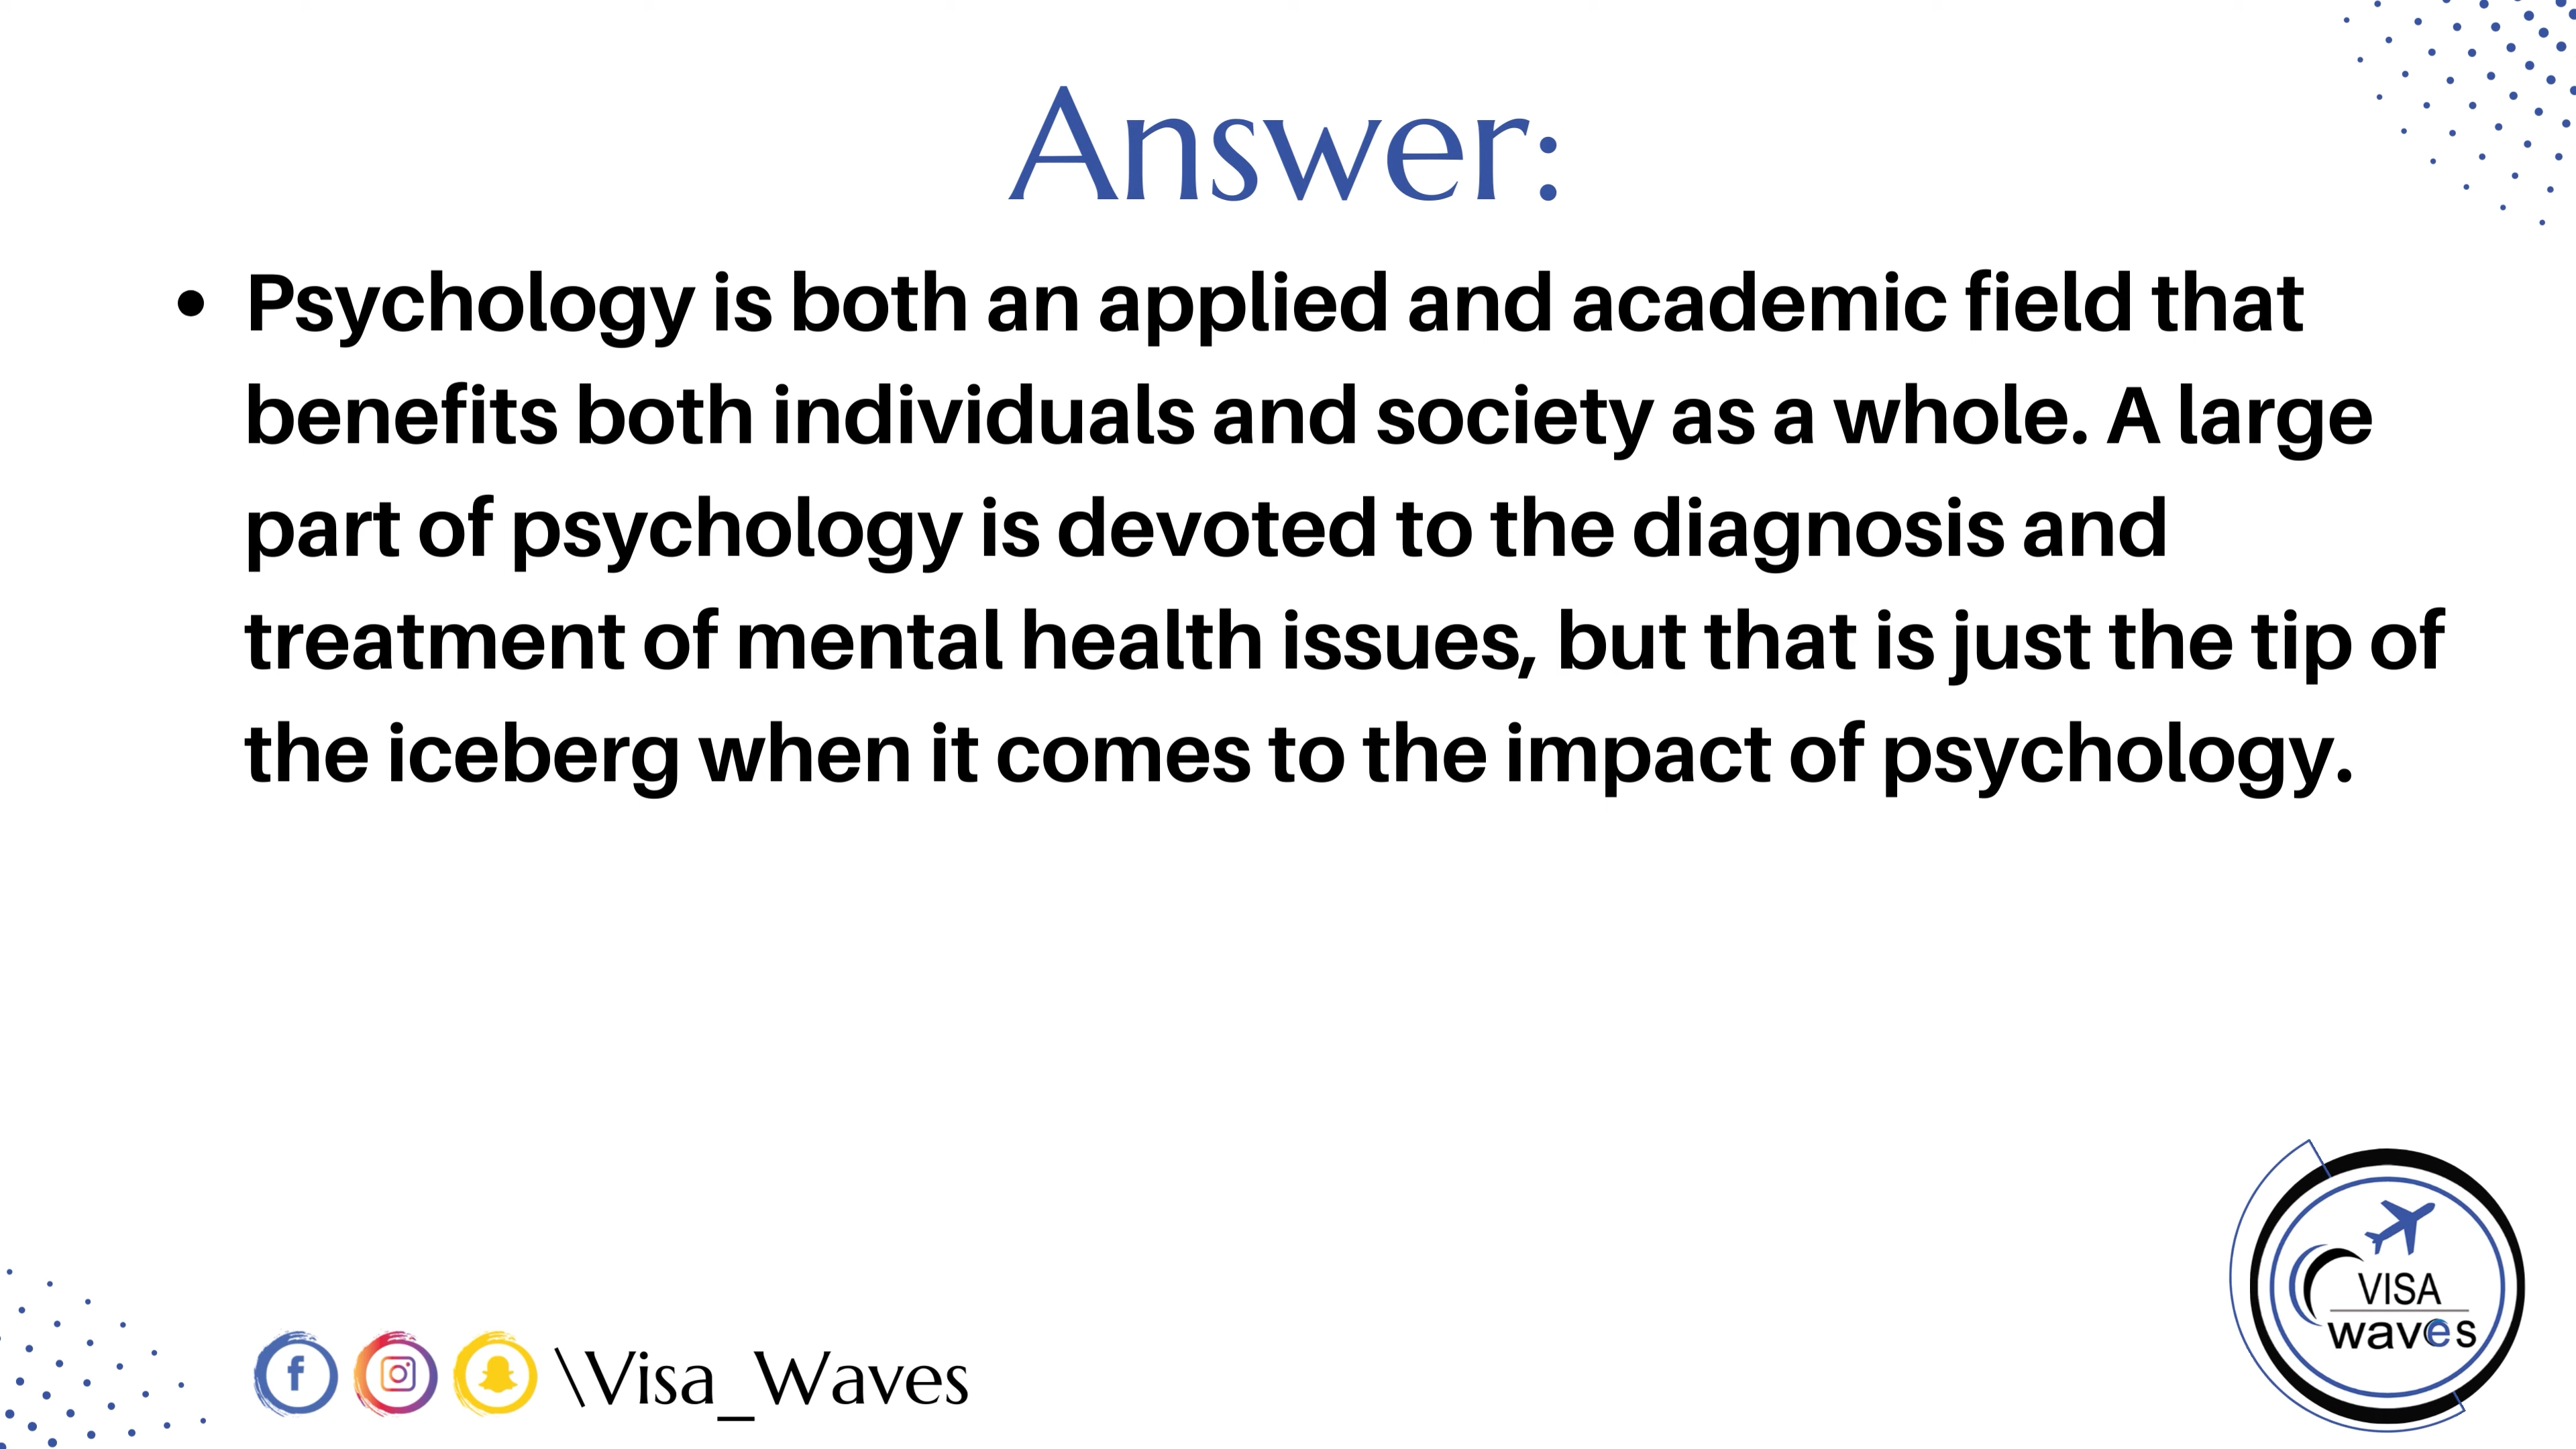 Answer:
• Psychology is both an applied and academic field that
benefits both individuals and society as a whole. A large
part of psychology is devoted to the diagnosis and
treatment of mental health issues, but that is just the tip of
the iceberg when it comes to the impact of psychology.
VISA
waves
\Visa_Waves